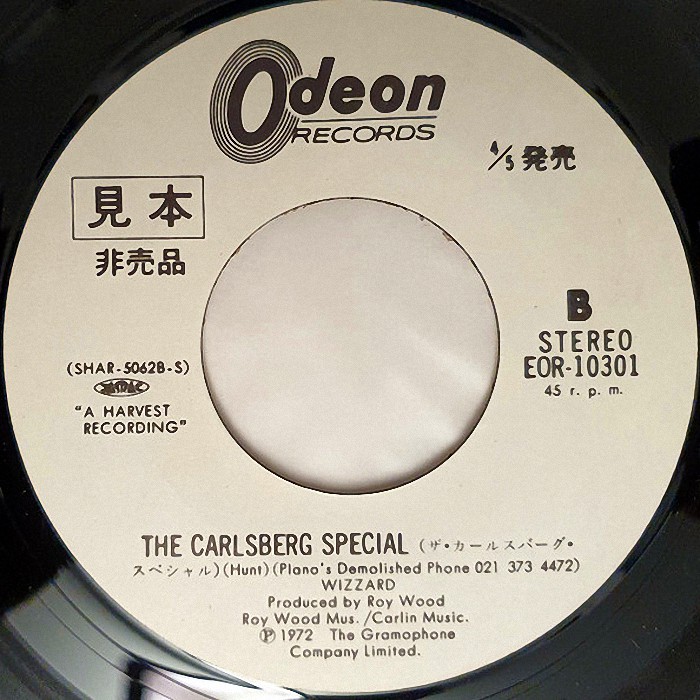 Odeon
RECORDS
4/5 発売
見本
非売品
B
STEREO
EOR-10301
45 r. p. m.
(SHAR-5062B-S)
"A HARVEST
RECORDING"
THE CARLSBERG SPECIAL (ザ・カールスバーグ・
スペシャル) (Hunt) (Piano's Demolished Phone 021 373 4472)
WIZZARD
Produced by Roy Wood
Roy Wood Mus. /Carlin Music.
Ⓟ 1972 The Gramophone
Company Limited.